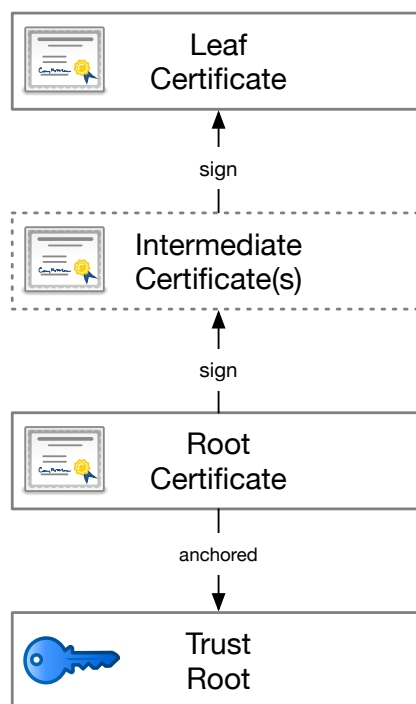 Leaf
Certificate
sign
Intermediate
Certificate(s)
sign
Root
Certificate
anchored
Trust
Root